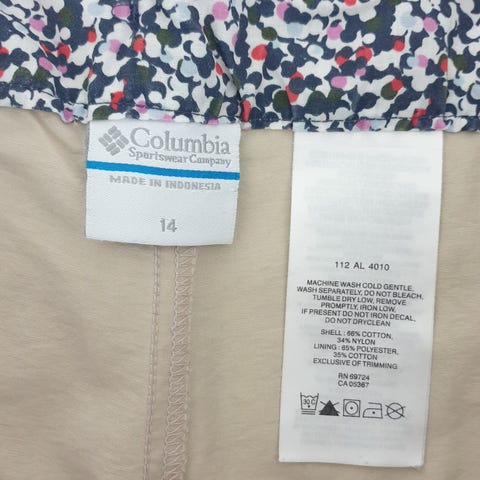 Columbia
Sportswear Company
MADE IN INDONESIA
14
112 AL 4010
MACHINE WASH COLD GENTLE,
WASH SEPARATELY, DO NOT BLEACH,
TUMBLE DRY LOW, REMOVE
PROMPTLY, IRON LOW,
IF PRESENT DO NOT IRON DECAL,
DO NOT DRYCLEAN
SHELL : 66% COTTON,
34% NYLON
LINING : 65% POLYESTER,
35% COTTON
EXCLUSIVE OF TRIMMING
RN 69724
CA 05367
30 C